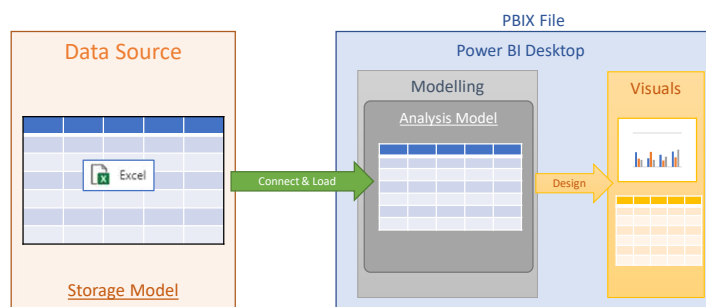 PBIX File
Data Source
Power BI Desktop
Modelling
Visuals
Analysis Model
Excel
Connect & Load
Design
Storage Model